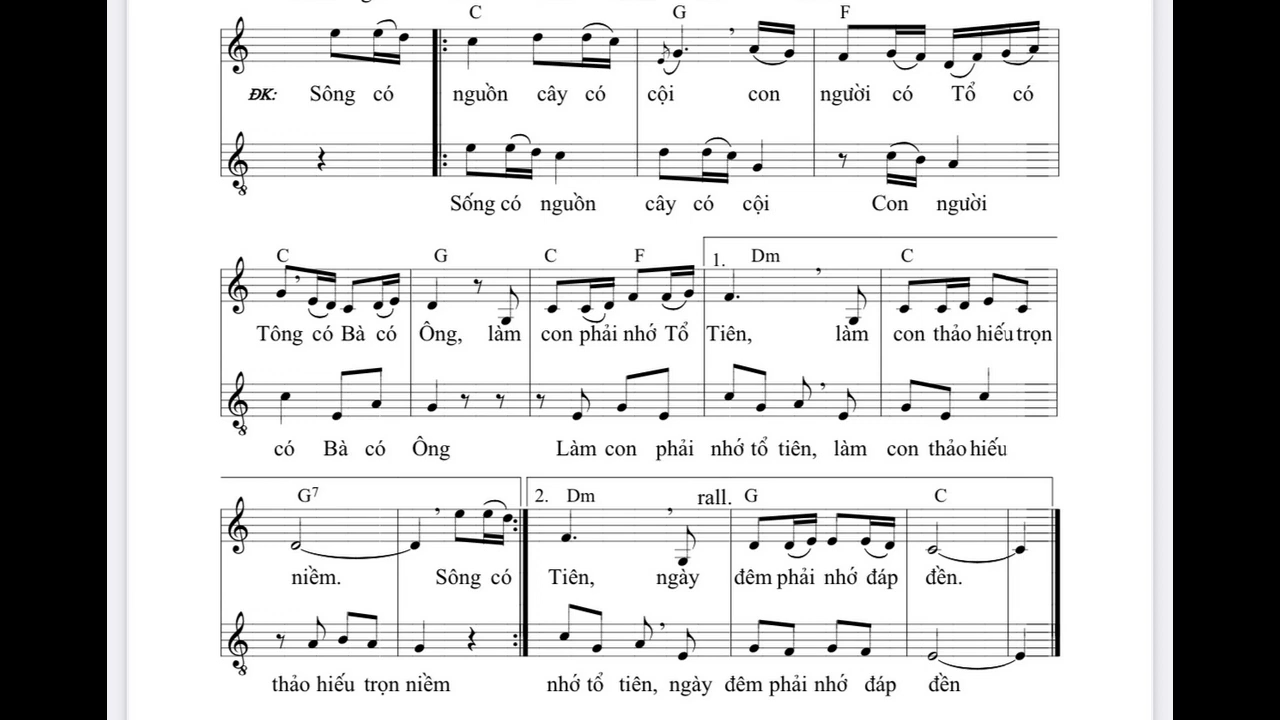 C G F
ĐK: Sông có nguồn cây có cội con người có Tổ có
Sống có nguồn cây có cội Con người
C G C F 1. Dm C
Tông có Bà có Ông, làm con phải nhớ Tổ Tiên, làm con thảo hiếu trọn
có Bà có Ông Làm con phải nhớ tổ tiên, làm con thảo hiếu
G7 2. Dm rall. G C
niềm. Sông có Tiên, ngày đêm phải nhớ đáp đền.
thảo hiếu trọn niềm nhớ tổ tiên, ngày đêm phải nhớ đáp đền